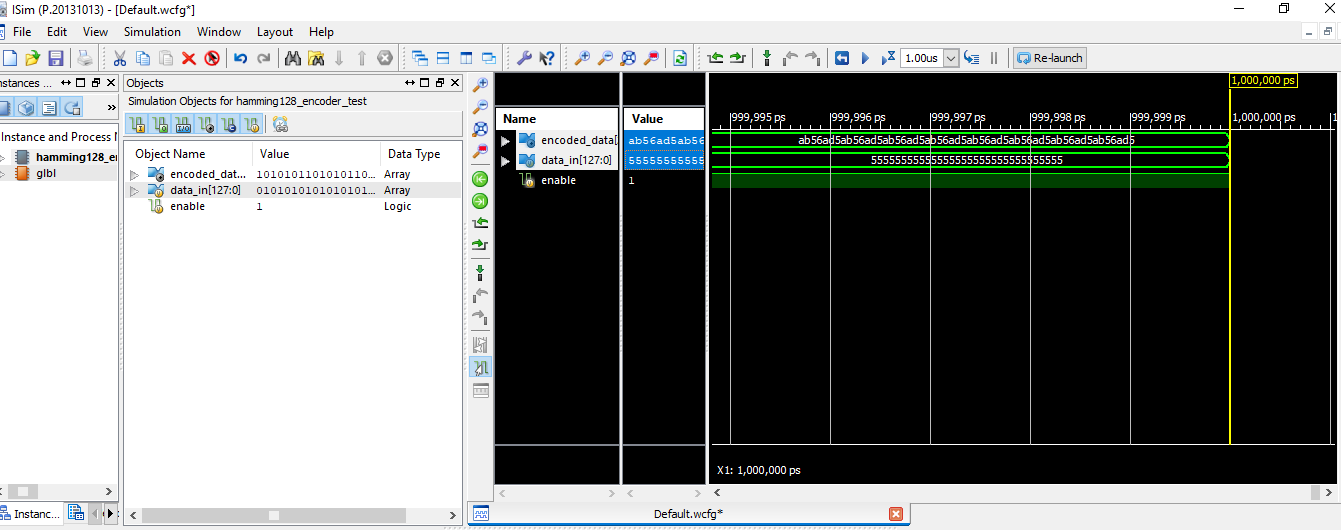 ISim (P.20131013) - [Default.wcfg*]
File Edit View Simulation Window Layout Help
1.00us
Re-launch
nstances ...
Objects
Simulation Objects for hamming128_encoder_test
Instance and Process N
hamming128_e
glbl
Object Name Value Data Type
encoded_dat... 1010101101010110... Array
data_in[127:0] 0101010101010101... Array
enable 1 Logic
Name Value
encoded_data[ ab56ad5ab56
data_in[127:0] 55555555555
enable 1
1,000,000 ps
999,995 ps 999,996 ps 999,997 ps 999,998 ps 999,999 ps 1,000,000 ps 1
X1: 1,000,000 ps
Instanc...
Default.wcfg*